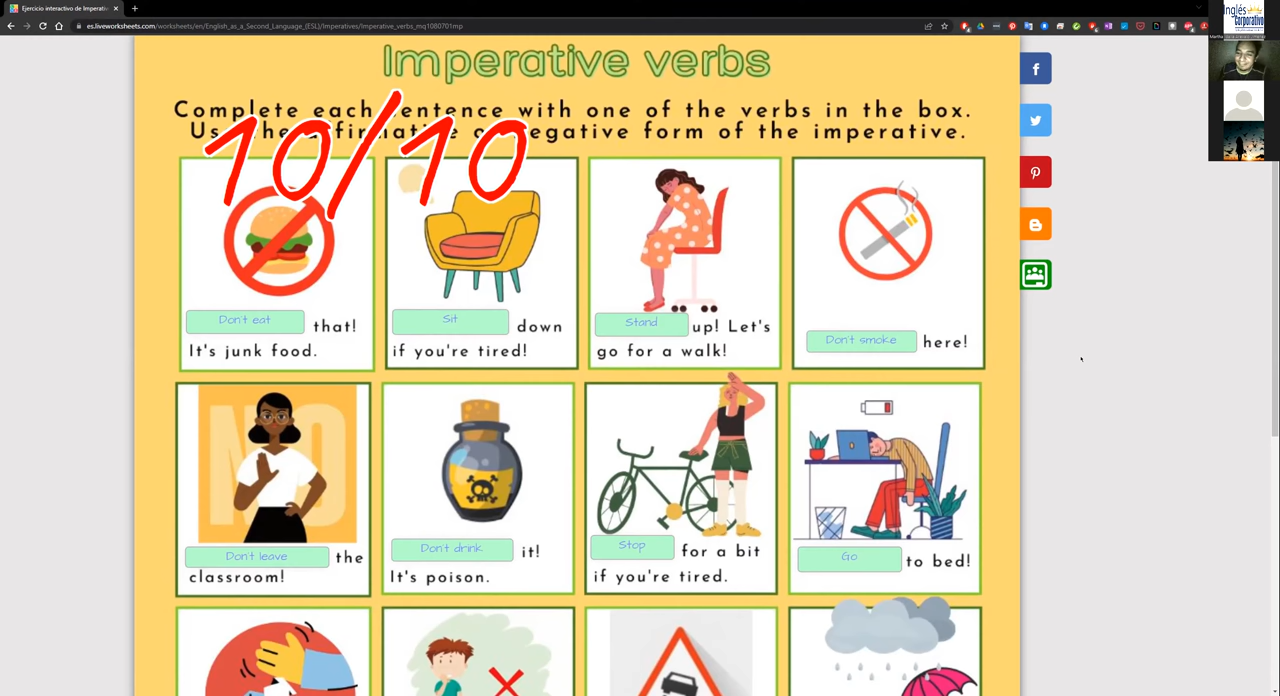 Ejercicio interactivo de Imperativ
es.liveworksheets.com/worksheets/en/English_as_a_Second_Language_(ESL)/Imperatives/Imperative_verbs_mq1080701mp
Inglés
Corporativo
Imperative verbs
Complete each sentence with one of the verbs in the box.
Use the affirmative or negative form of the imperative.
10/10
Don't eat that!
It's junk food.
Sit down
if you're tired!
Stand up! Let's
go for a walk!
Don't smoke here!
NO
Don't leave the
classroom!
Don't drink it!
It's poison.
Stop for a bit
if you're tired.
Go to bed!